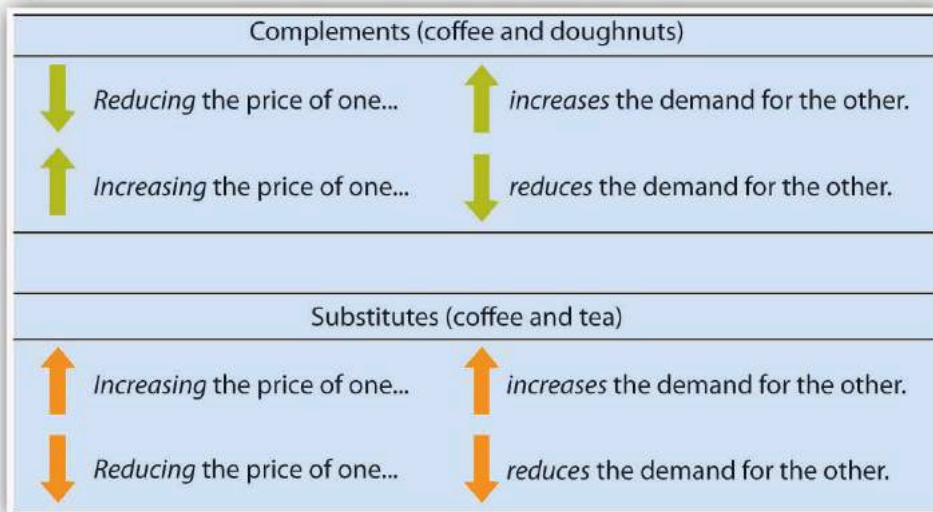 Complements (coffee and doughnuts)
Reducing the price of one... increases the demand for the other.
Increasing the price of one... reduces the demand for the other.
Substitutes (coffee and tea)
Increasing the price of one... increases the demand for the other.
Reducing the price of one... reduces the demand for the other.